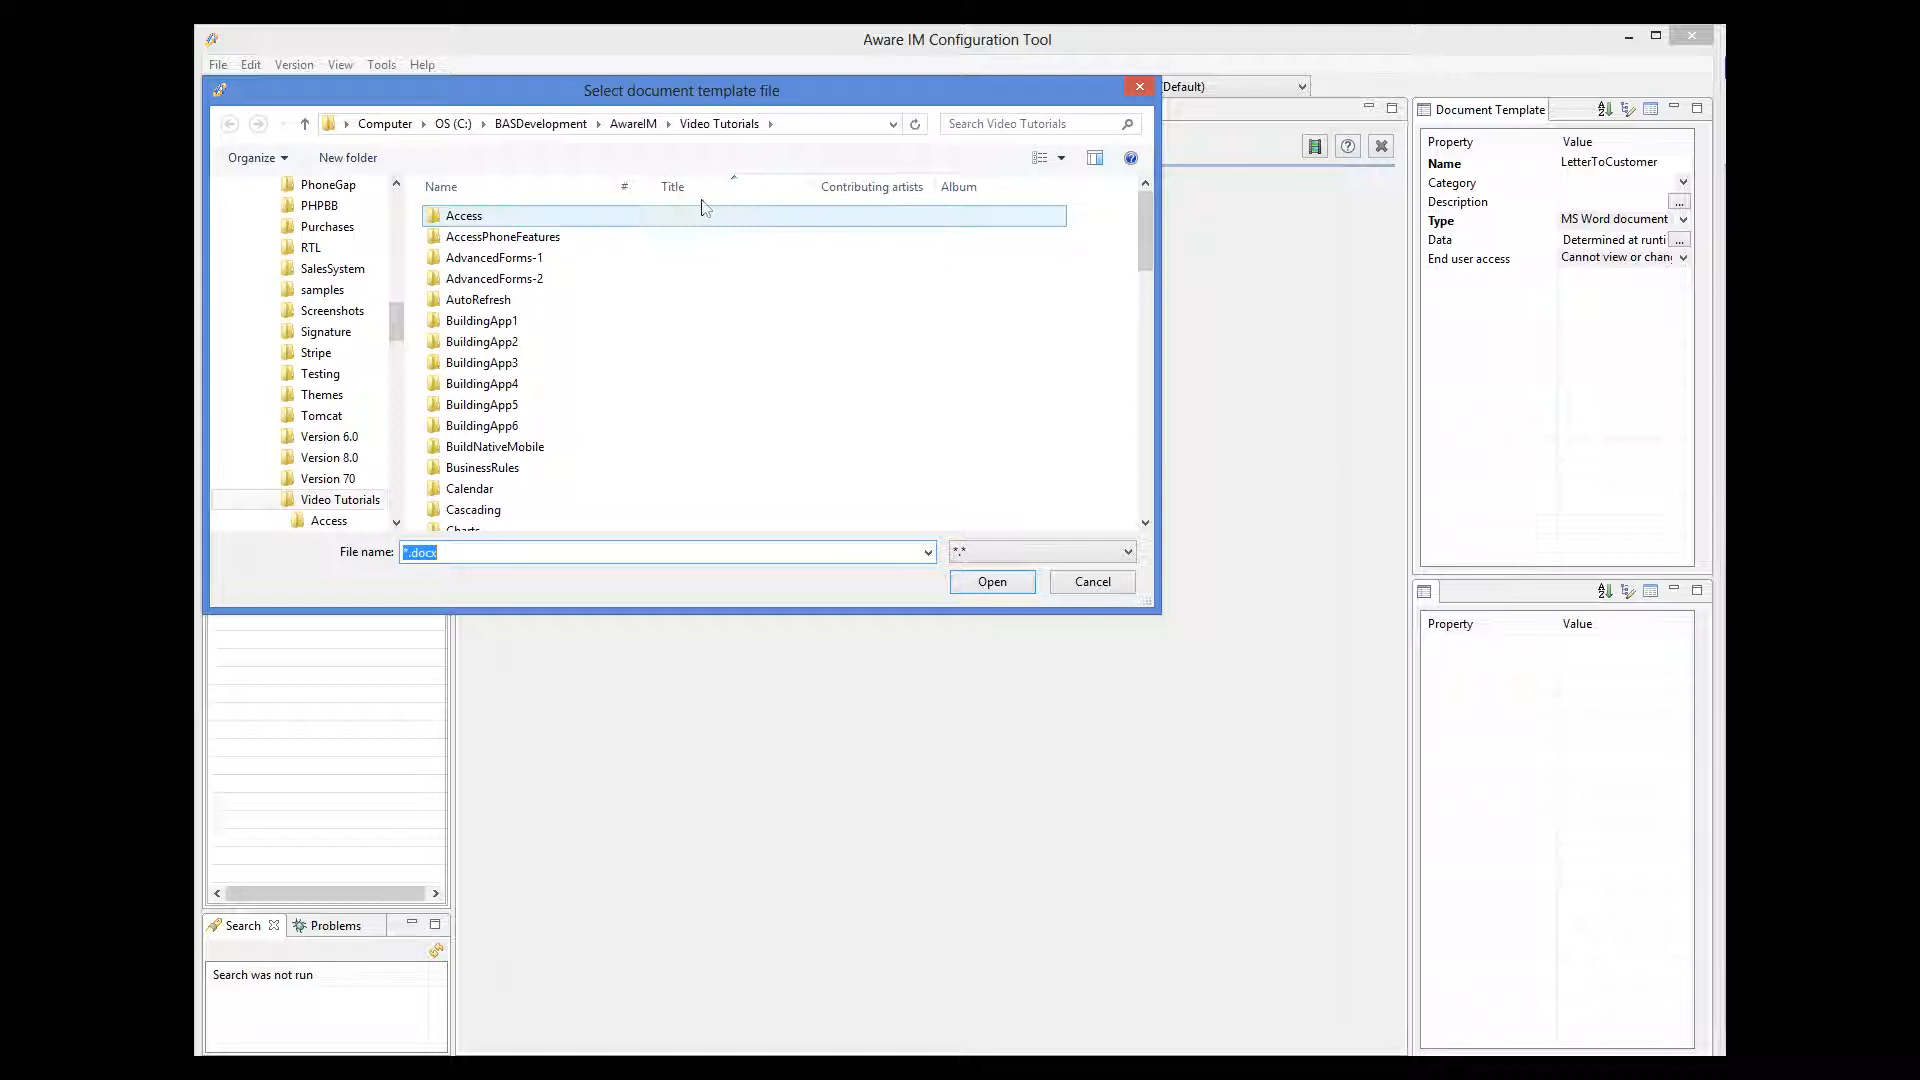 Aware IM Configuration Tool
File Edit Version View Tools Help
Select document template file
(Default)
Computer OS (C:) BASDevelopment AwareIM Video Tutorials
Search Video Tutorials
Organize New folder
PhoneGap
PHPBB
Purchases
RTL
SalesSystem
samples
Screenshots
Signature
Stripe
Testing
Themes
Tomcat
Version 6.0
Version 8.0
Version 70
Video Tutorials
Access
Name # Title Contributing artists Album
Access
AccessPhoneFeatures
AdvancedForms-1
AdvancedForms-2
AutoRefresh
BuildingApp1
BuildingApp2
BuildingApp3
BuildingApp4
BuildingApp5
BuildingApp6
BuildNativeMobile
BusinessRules
Calendar
Cascading
Charts
File name: *.docx
*.*
Open Cancel
Document Template
Property Value
Name LetterToCustomer
Category
Description ...
Type MS Word document
Data Determined at runti ...
End user access Cannot view or chan
Property Value
Search Problems
Search was not run